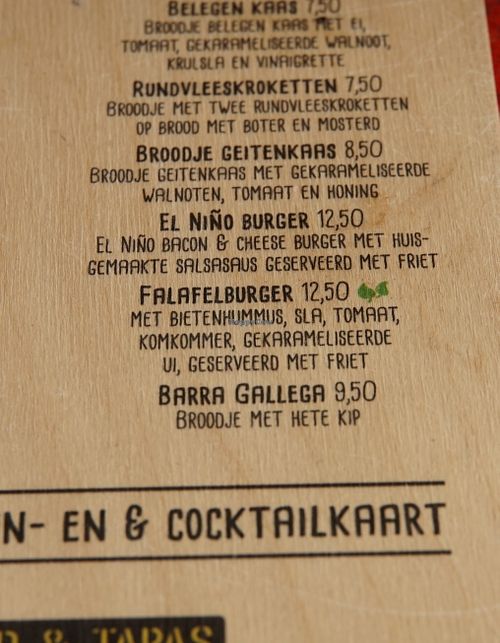 BELEGEN KAAS 7,50
BROODJE BELEGEN KAAS MET EI,
TOMAAT, GEKARAMELISEERDE WALNOOT,
KRULSLA EN VINAIGRETTE
RUNDVLEESKROKETTEN 7,50
BROODJE MET TWEE RUNDVLEESKROKETTEN
OP BROOD MET BOTER EN MOSTERD
BROODJE GEITENKAAS 8,50
BROODJE GEITENKAAS MET GEKARAMELISEERDE
WALNOTEN, TOMAAT EN HONING
EL NIÑO BURGER 12,50
EL NIÑO BACON & CHEESE BURGER MET HUIS-
GEMAAKTE SALSASAUS GESERVEERD MET FRIET
FALAFELBURGER 12,50
MET BIETENHUMMUS, SLA, TOMAAT,
KOMKOMMER, GEKARAMELISEERDE
UI, GESERVEERD MET FRIET
BARRA GALLEGA 9,50
BROODJE MET HETE KIP
N- EN & COCKTAILKAART
& TAPAS